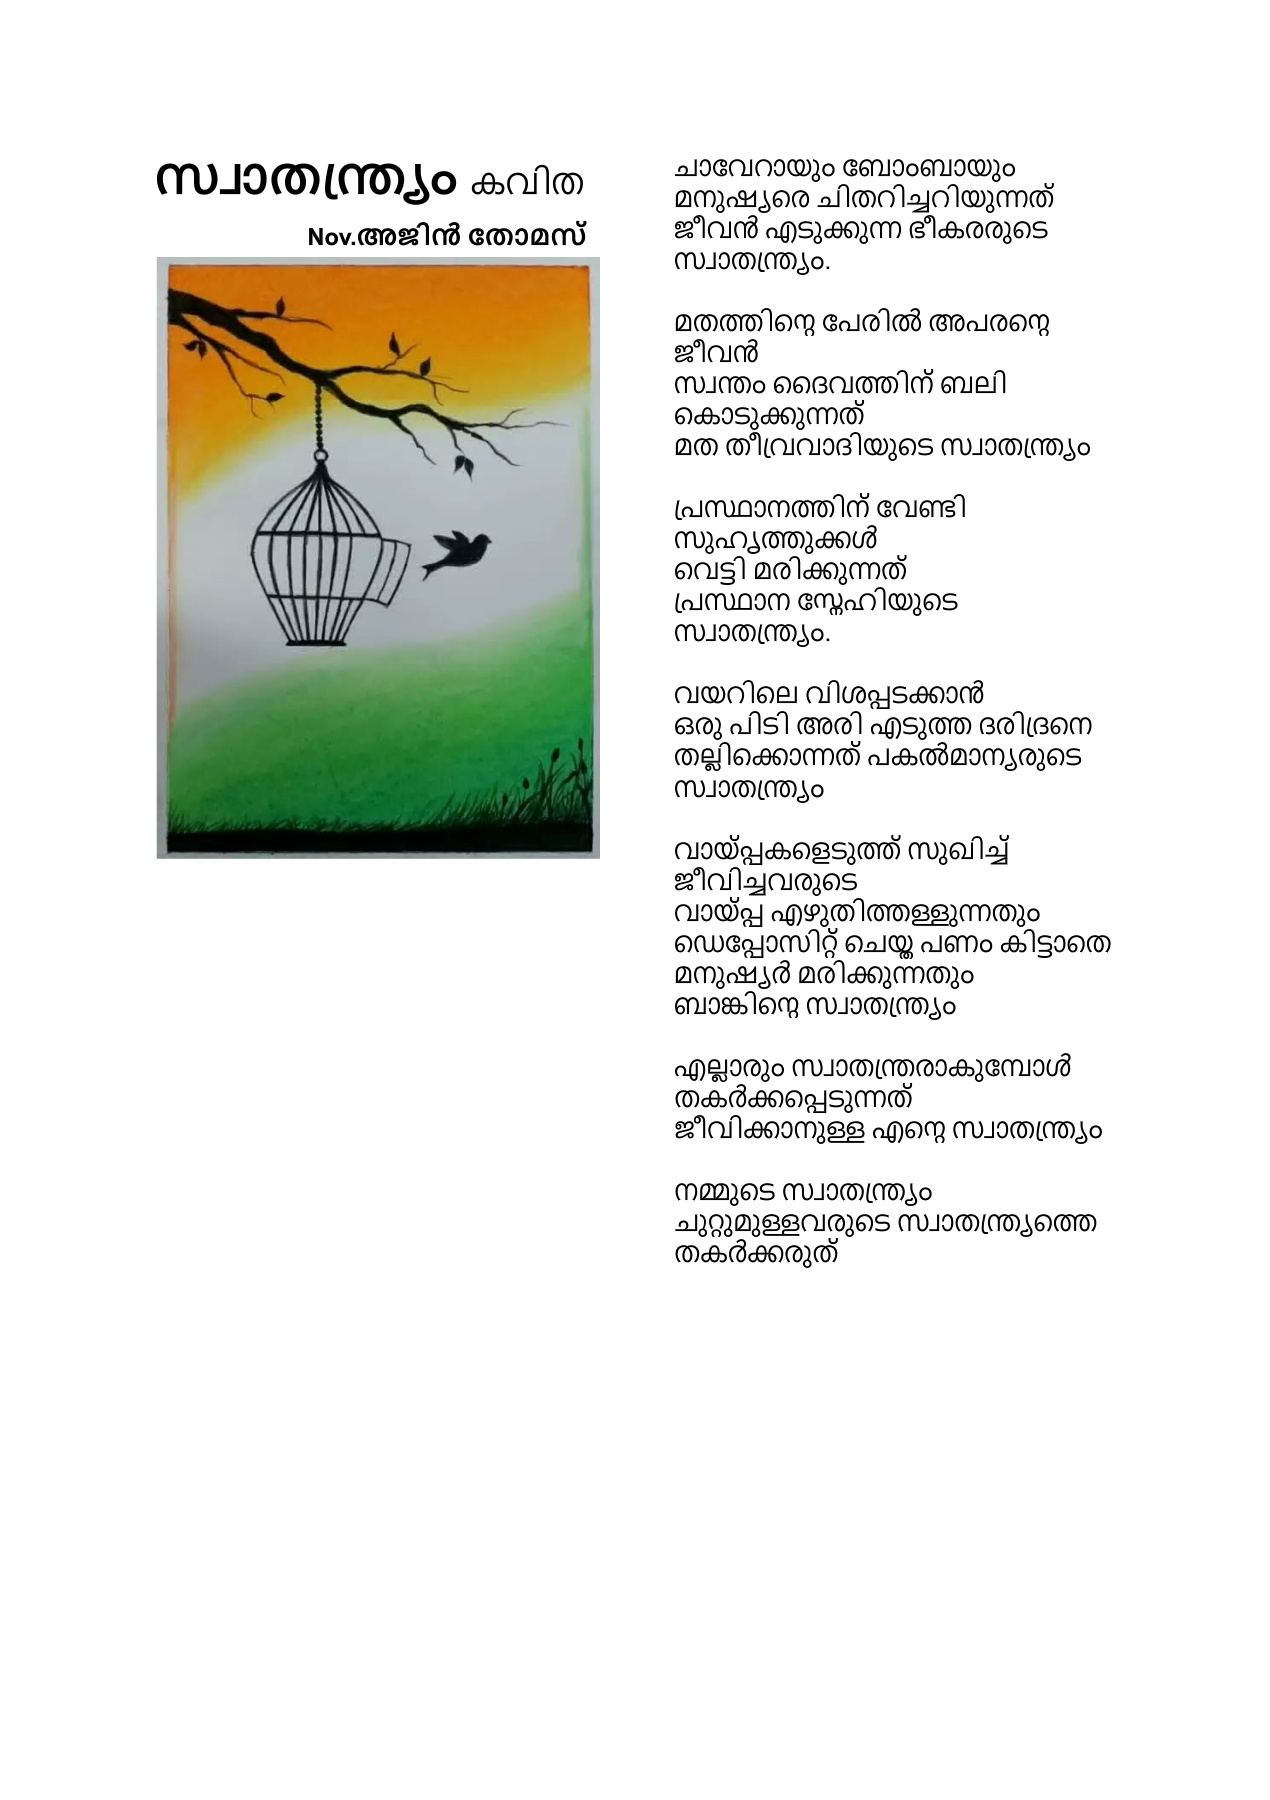 സ്വാതന്ത്ര്യം കവിത
Nov.അജിൻ തോമസ്
ചാവേറായും ബോംബായും
മനുഷ്യരെ ചിതറിച്ചെറിയുന്നത്
ജീവൻ എടുക്കുന്ന ഭീകരരുടെ
സ്വാതന്ത്ര്യം.
മതത്തിന്റെ പേരിൽ അപരന്റെ
ജീവൻ
സ്വന്തം ദൈവത്തിന് ബലി
കൊടുക്കുന്നത്
മത തീവ്രവാദിയുടെ സ്വാതന്ത്ര്യം
പ്രസ്ഥാനത്തിന് വേണ്ടി
സുഹൃത്തുക്കൾ
വെട്ടി മരിക്കുന്നത്
പ്രസ്ഥാന സ്നേഹിയുടെ
സ്വാതന്ത്ര്യം.
വയറിലെ വിശപ്പടക്കാൻ
ഒരു പിടി അരി എടുത്ത ദരിദ്രനെ
തല്ലിക്കൊന്നത് പകൽമാന്യരുടെ
സ്വാതന്ത്ര്യം
വായ്പ്പകളെടുത്ത് സുഖിച്ച്
ജീവിച്ചവരുടെ
വായ്പ്പ എഴുതിത്തള്ളുന്നതും
ഡെപ്പോസിറ്റ് ചെയ്ത പണം കിട്ടാതെ
മനുഷ്യർ മരിക്കുന്നതും
ബാങ്കിന്റെ സ്വാതന്ത്ര്യം
എല്ലാരും സ്വാതന്ത്രരാകുമ്പോൾ
തകർക്കപ്പെടുന്നത്
ജീവിക്കാനുള്ള എന്റെ സ്വാതന്ത്ര്യം
നമ്മുടെ സ്വാതന്ത്ര്യം
ചുറ്റുമുള്ളവരുടെ സ്വാതന്ത്ര്യത്തെ
തകർക്കരുത്